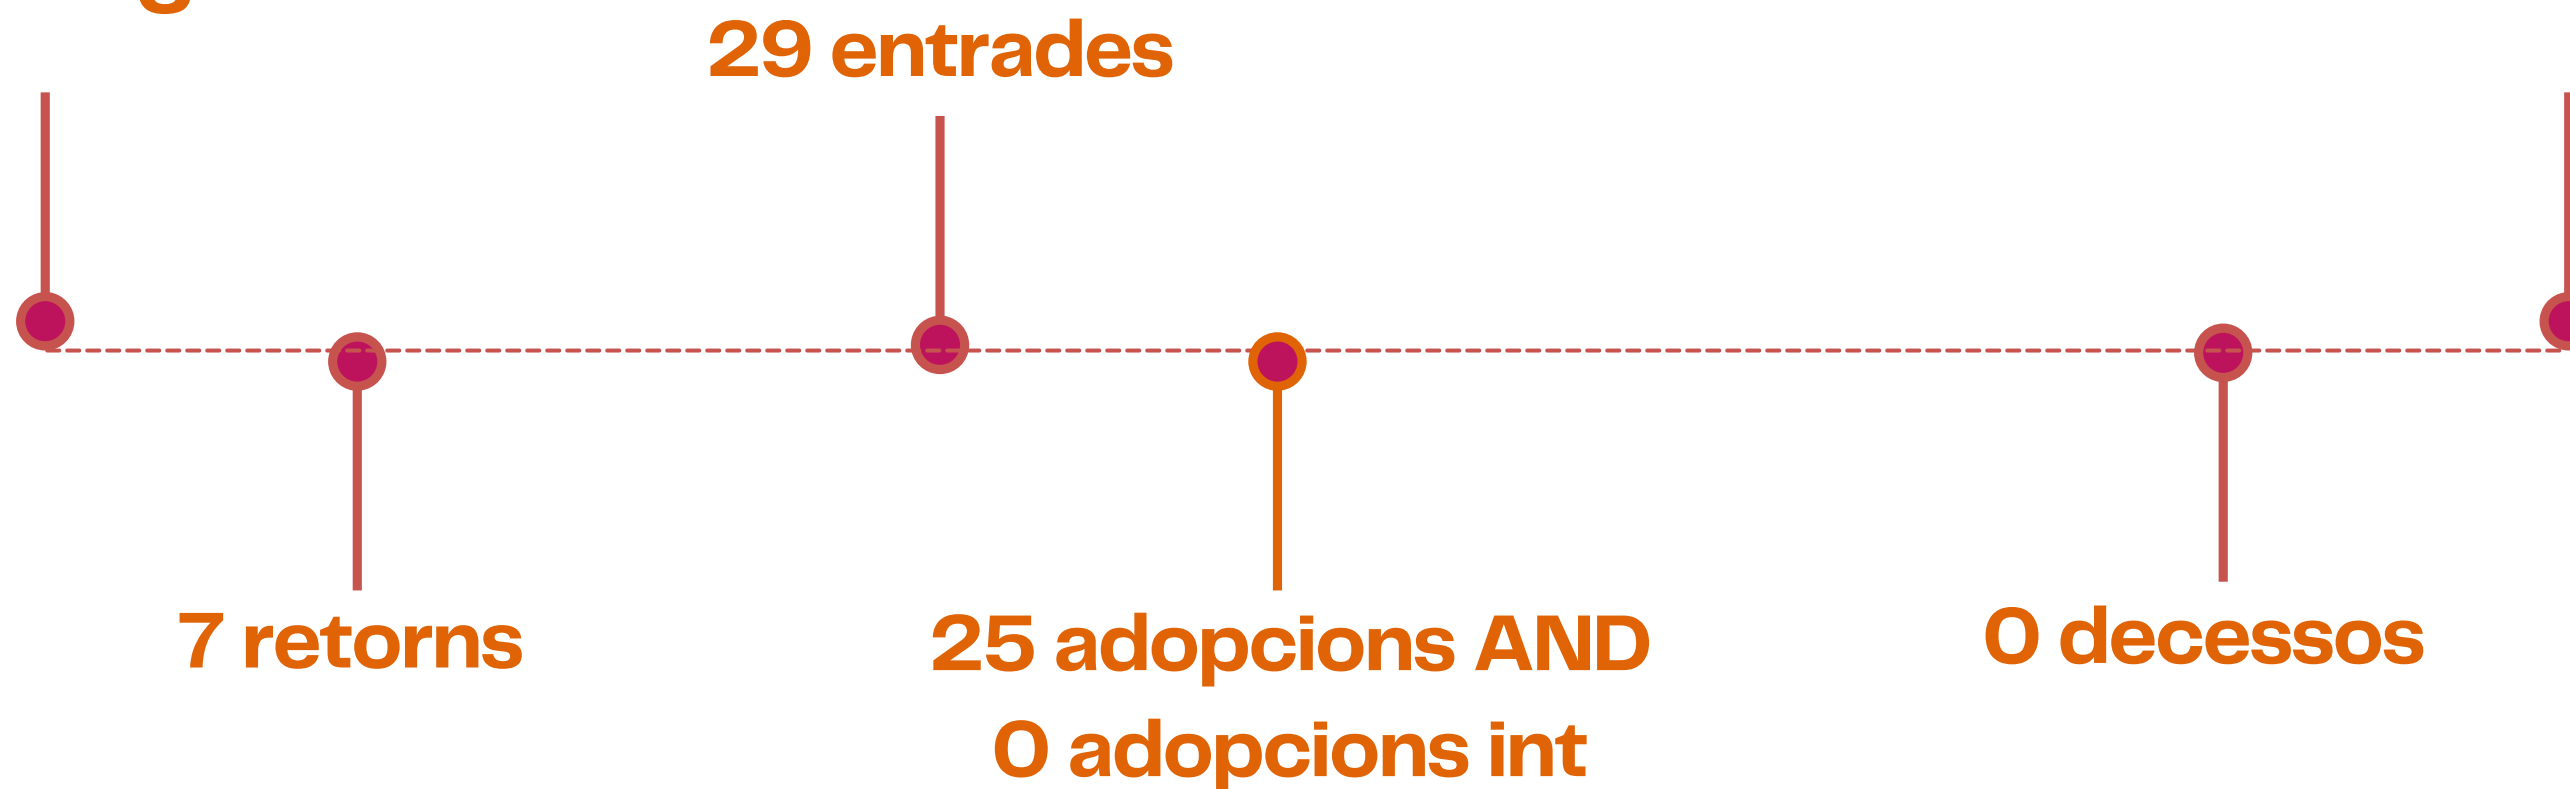 29 entrades
7 retorns
25 adopcions AND
0 adopcions int
0 decessos